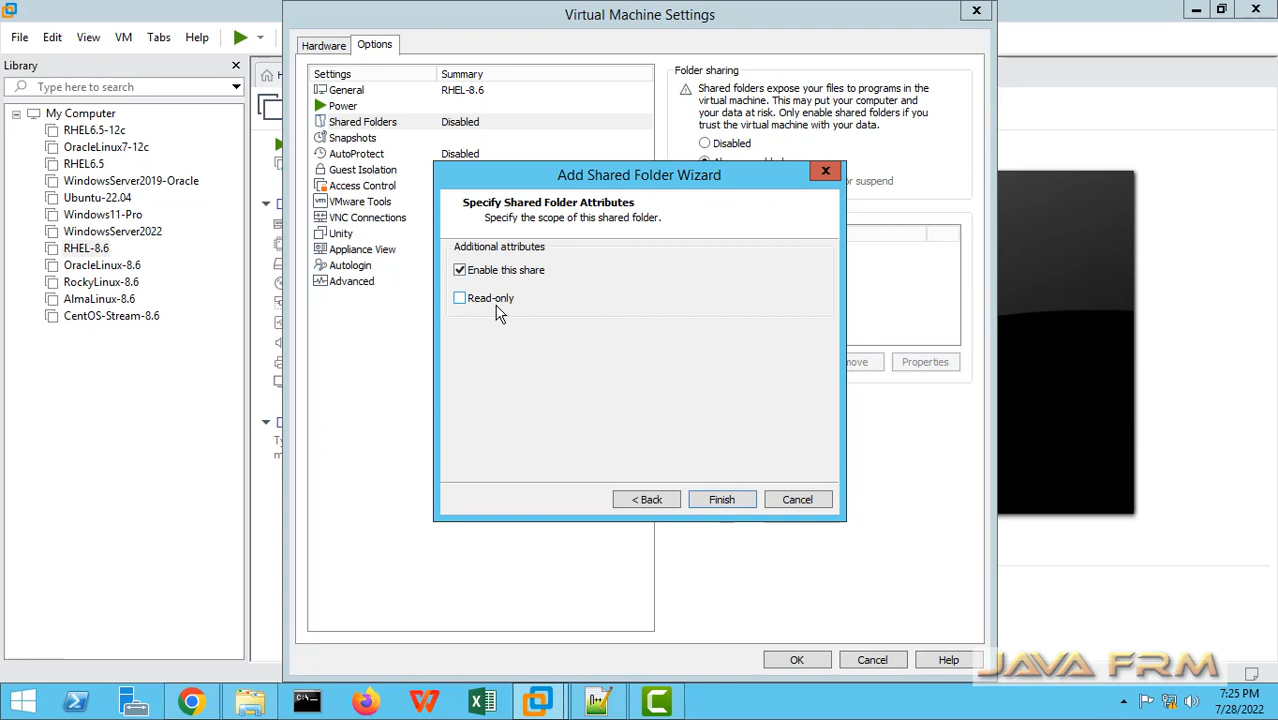 Virtual Machine Settings
File Edit View VM Tabs Help
Library
Type here to search
My Computer
RHEL6.5-12c
OracleLinux7-12c
RHEL6.5
WindowsServer2019-Oracle
Ubuntu-22.04
Windows11-Pro
WindowsServer2022
RHEL-8.6
OracleLinux-8.6
RockyLinux-8.6
AlmaLinux-8.6
CentOS-Stream-8.6
Hardware Options
Settings Summary
General RHEL-8.6
Power
Shared Folders Disabled
Snapshots
AutoProtect Disabled
Guest Isolation
Access Control
VMware Tools
VNC Connections
Unity
Appliance View
Autologin
Advanced
Folder sharing
Shared folders expose your files to programs in the
virtual machine. This may put your computer and
your data at risk. Only enable shared folders if you
trust the virtual machine with your data.
Disabled
or suspend
Properties
Add Shared Folder Wizard
Specify Shared Folder Attributes
Specify the scope of this shared folder.
Additional attributes
Enable this share
Read-only
< Back Finish Cancel
OK Cancel Help
JAVA FRM
7:25 PM
7/28/2022